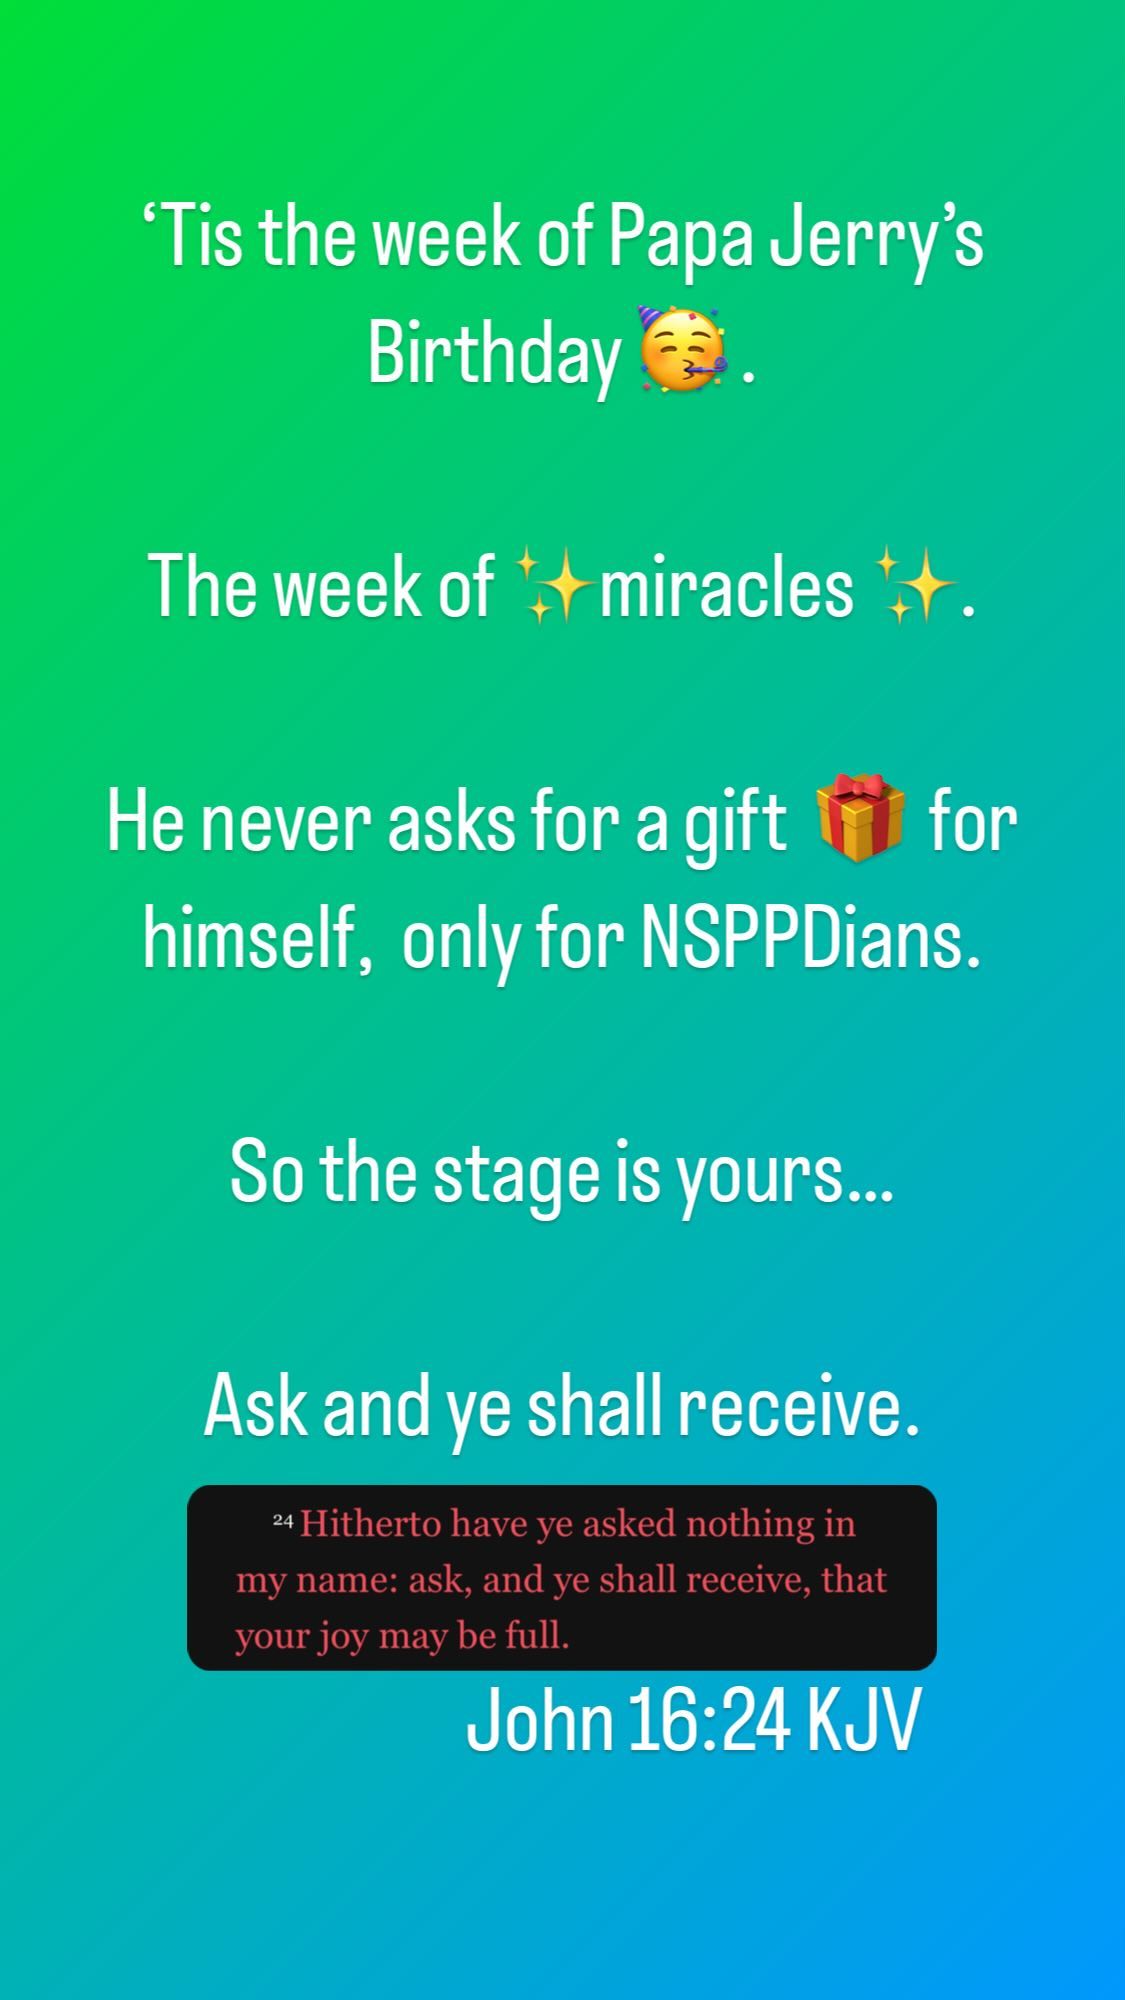 ‘Tis the week of Papa Jerry’s
Birthday 🥳 .
The week of ✨miracles ✨.
He never asks for a gift 🎁 for
himself,  only for NSPPDians.
So the stage is yours...
Ask and ye shall receive.
24 Hitherto have ye asked nothing in
my name: ask, and ye shall receive, that
your joy may be full.
John 16:24 KJV